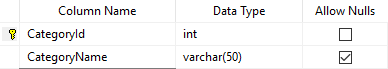 Column Name Data Type Allow Nulls
CategoryId int
CategoryName varchar(50)